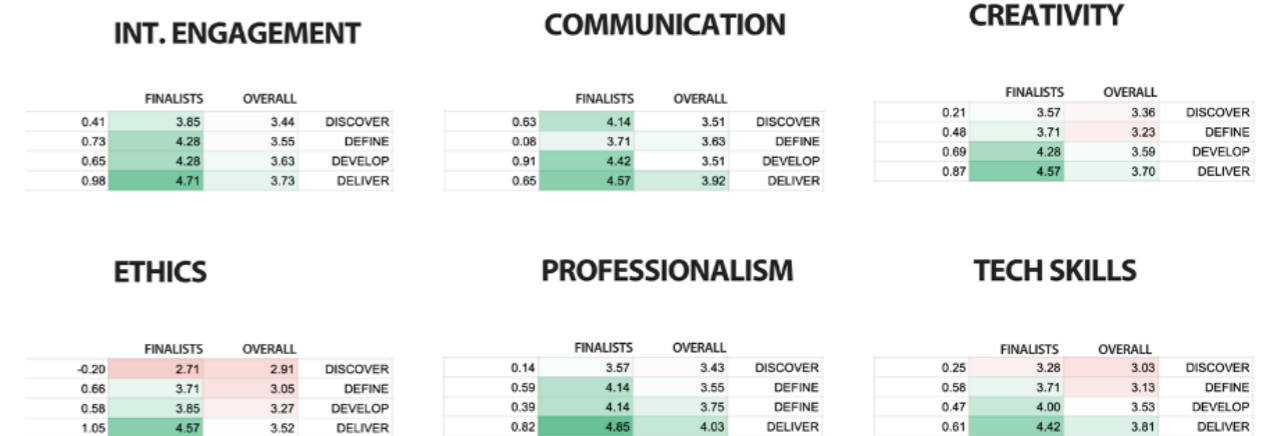 INT. ENGAGEMENT
FINALISTS OVERALL
0.41 3.85 3.44 DISCOVER
0.73 4.28 3.55 DEFINE
0.65 4.28 3.63 DEVELOP
0.98 4.71 3.73 DELIVER
COMMUNICATION
FINALISTS OVERALL
0.63 4.14 3.51 DISCOVER
0.08 3.71 3.63 DEFINE
0.91 4.42 3.51 DEVELOP
0.65 4.57 3.92 DELIVER
CREATIVITY
FINALISTS OVERALL
0.21 3.57 3.36 DISCOVER
0.48 3.71 3.23 DEFINE
0.69 4.28 3.59 DEVELOP
0.87 4.57 3.70 DELIVER
ETHICS
FINALISTS OVERALL
-0.20 2.71 2.91 DISCOVER
0.66 3.71 3.05 DEFINE
0.58 3.85 3.27 DEVELOP
1.05 4.57 3.52 DELIVER
PROFESSIONALISM
FINALISTS OVERALL
0.14 3.57 3.43 DISCOVER
0.59 4.14 3.55 DEFINE
0.39 4.14 3.75 DEFINE
0.82 4.85 4.03 DELIVER
TECH SKILLS
FINALISTS OVERALL
0.25 3.28 3.03 DISCOVER
0.58 3.71 3.13 DEFINE
0.47 4.00 3.53 DEVELOP
0.61 4.42 3.81 DELIVER